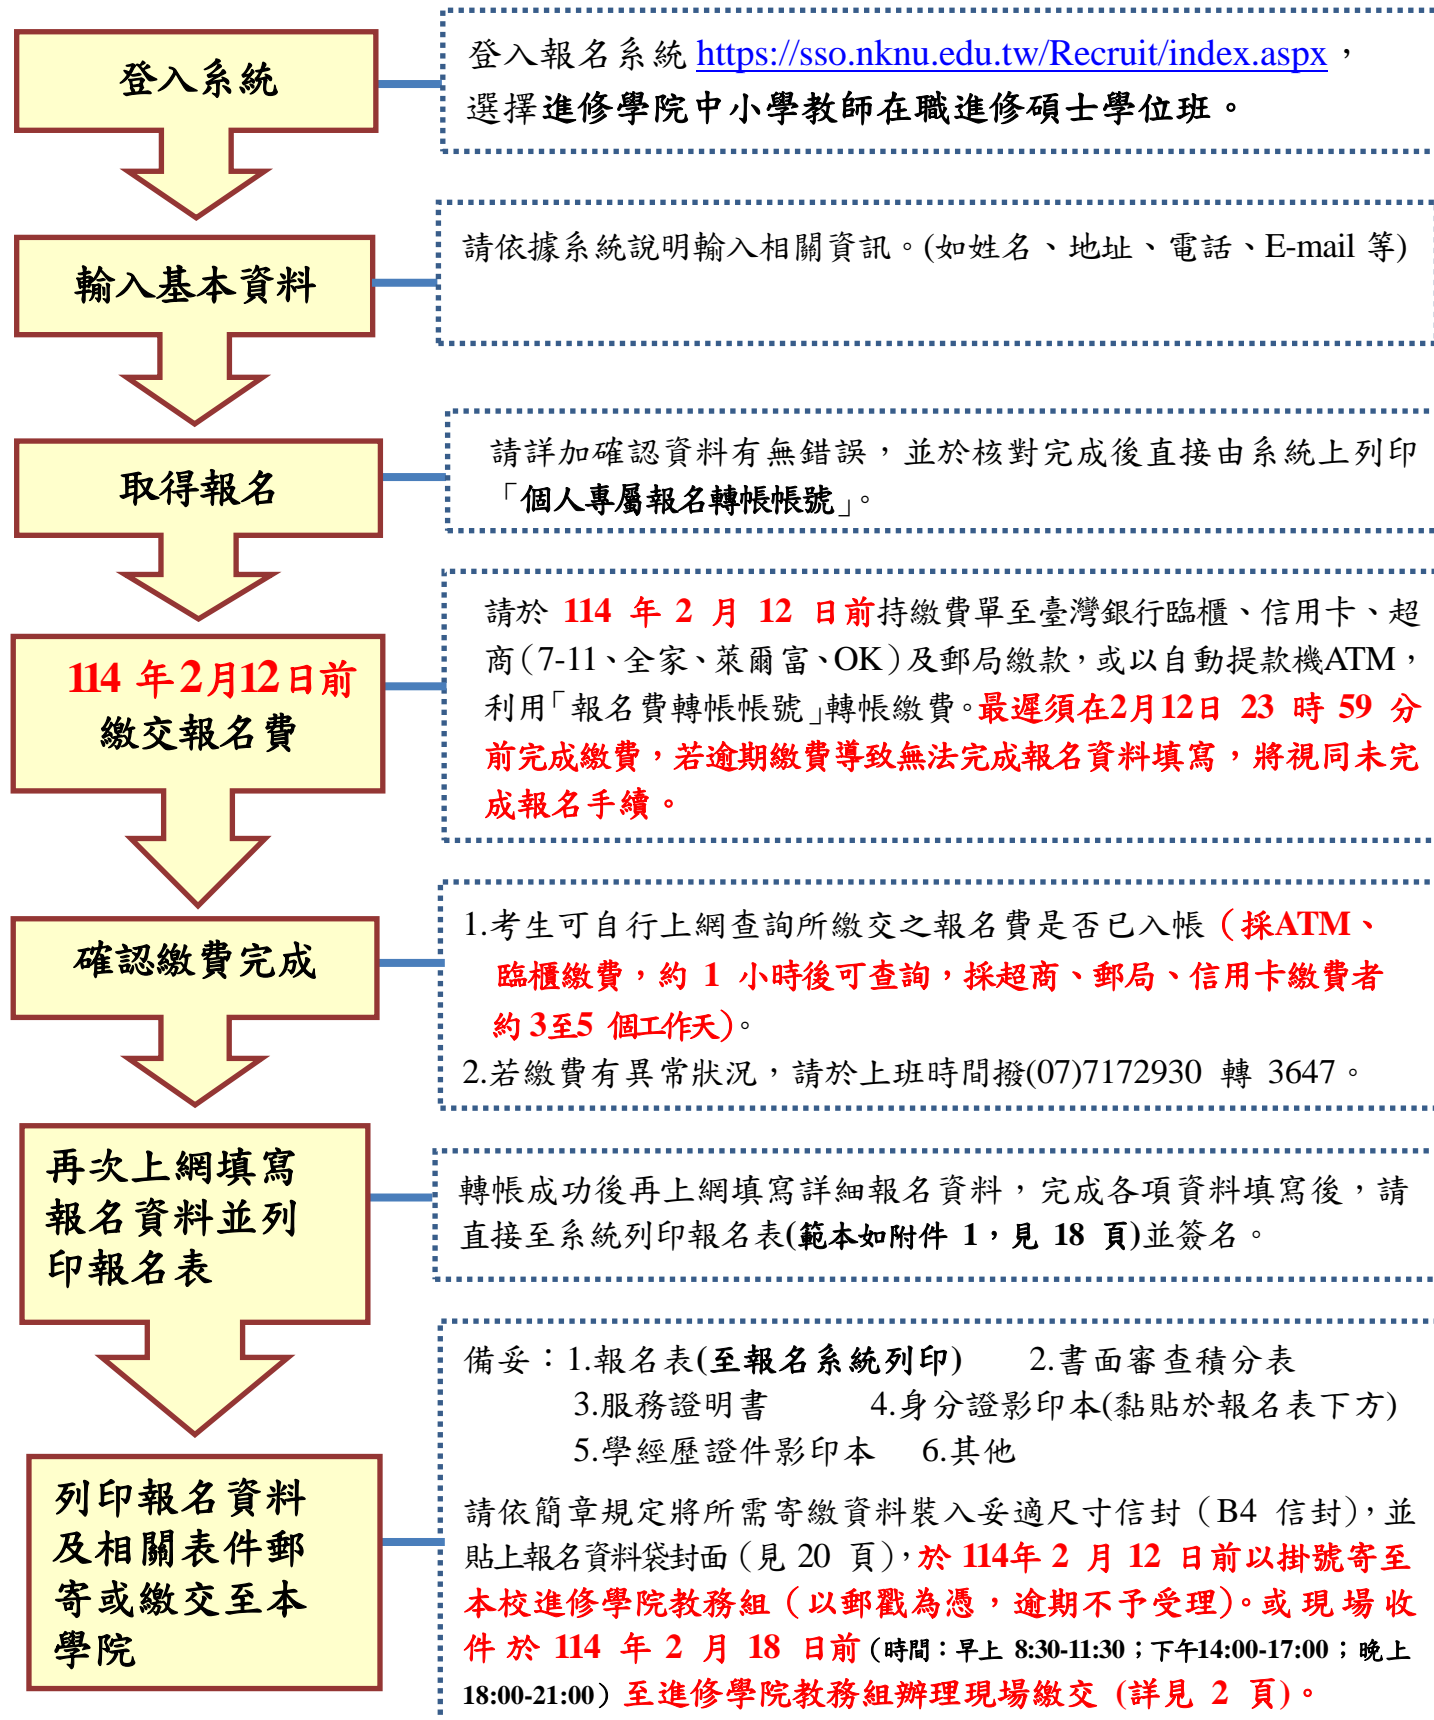 登入系統
登入報名系統 https://sso.nknu.edu.tw/Recruit/index.aspx，
選擇進修學院中小學教師在職進修碩士學位班。
輸入基本資料
請依據系統說明輸入相關資訊。(如姓名、地址、電話、E-mail 等)
取得報名
請詳加確認資料有無錯誤，並於核對完成後直接由系統上列印
「個人專屬報名轉帳帳號」。
114 年2月12日前
繳交報名費
請於 114 年 2 月 12 日前持繳費單至臺灣銀行臨櫃、信用卡、超
商（7-11、全家、萊爾富、OK）及郵局繳款，或以自動提款機ATM，
利用「報名費轉帳帳號」轉帳繳費。最遲須在2月12日 23 時 59 分
前完成繳費，若逾期繳費導致無法完成報名資料填寫，將視同未完
成報名手續。
確認繳費完成
1.考生可自行上網查詢所繳交之報名費是否已入帳（採ATM、
臨櫃繳費，約 1 小時後可查詢，採超商、郵局、信用卡繳費者
約 3至5 個工作天）。
2.若繳費有異常狀況，請於上班時間撥(07)7172930 轉 3647。
再次上網填寫
報名資料並列
印報名表
轉帳成功後再上網填寫詳細報名資料，完成各項資料填寫後，請
直接至系統列印報名表(範本如附件 1，見 18 頁)並簽名。
列印報名資料
及相關表件郵
寄或繳交至本
學院
備妥：1.報名表(至報名系統列印) 2.書面審查積分表
3.服務證明書 4.身分證影印本(黏貼於報名表下方)
5.學經歷證件影印本 6.其他
請依簡章規定將所需寄繳資料裝入妥適尺寸信封（B4 信封），並
貼上報名資料袋封面（見 20 頁），於 114年 2 月 12 日前以掛號寄至
本校進修學院教務組（以郵戳為憑，逾期不予受理）。或現場收
件於 114 年 2 月 18 日前（時間：早上 8:30-11:30；下午14:00-17:00；晚上
18:00-21:00）至進修學院教務組辦理現場繳交 (詳見 2 頁)。